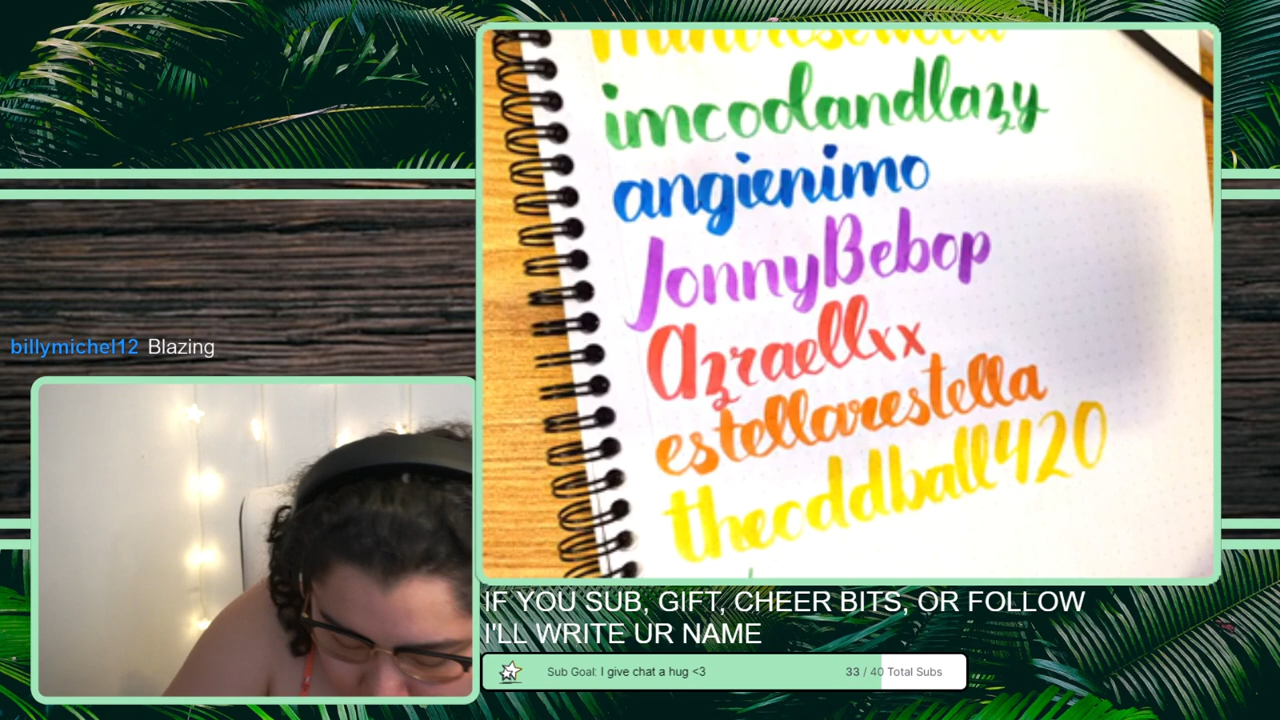 imcoolandlazy
angienimo
JonnyBebop
Azraellxx
estellarestella
theoddball420
billymichel12 Blazing
IF YOU SUB, GIFT, CHEER BITS, OR FOLLOW
I'LL WRITE UR NAME
Sub Goal: I give chat a hug <3 33 / 40 Total Subs